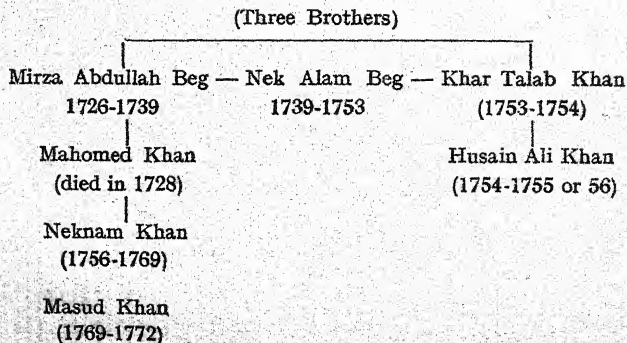 (Three Brothers)
Mirza Abdullah Beg — Nek Alam Beg — Khar Talab Khan
1726-1739 1739-1753 (1753-1754)
Mahomed Khan Husain Ali Khan
(died in 1728) (1754-1755 or 56)
Neknam Khan
(1756-1769)
Masud Khan
(1769-1772)